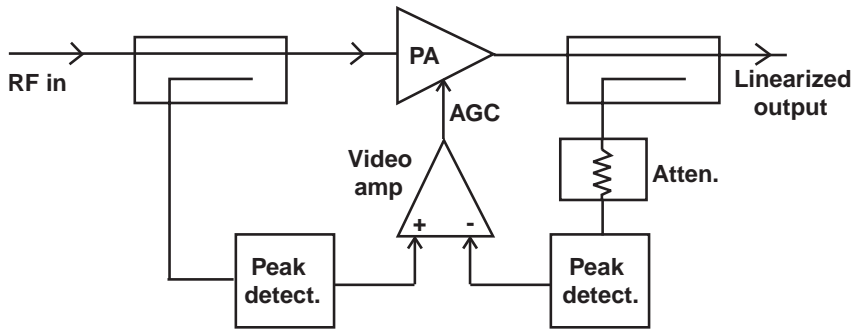 RF in
PA
AGC
Linearized
output
Video
amp
Atten.
+ -
Peak
detect.
Peak
detect.